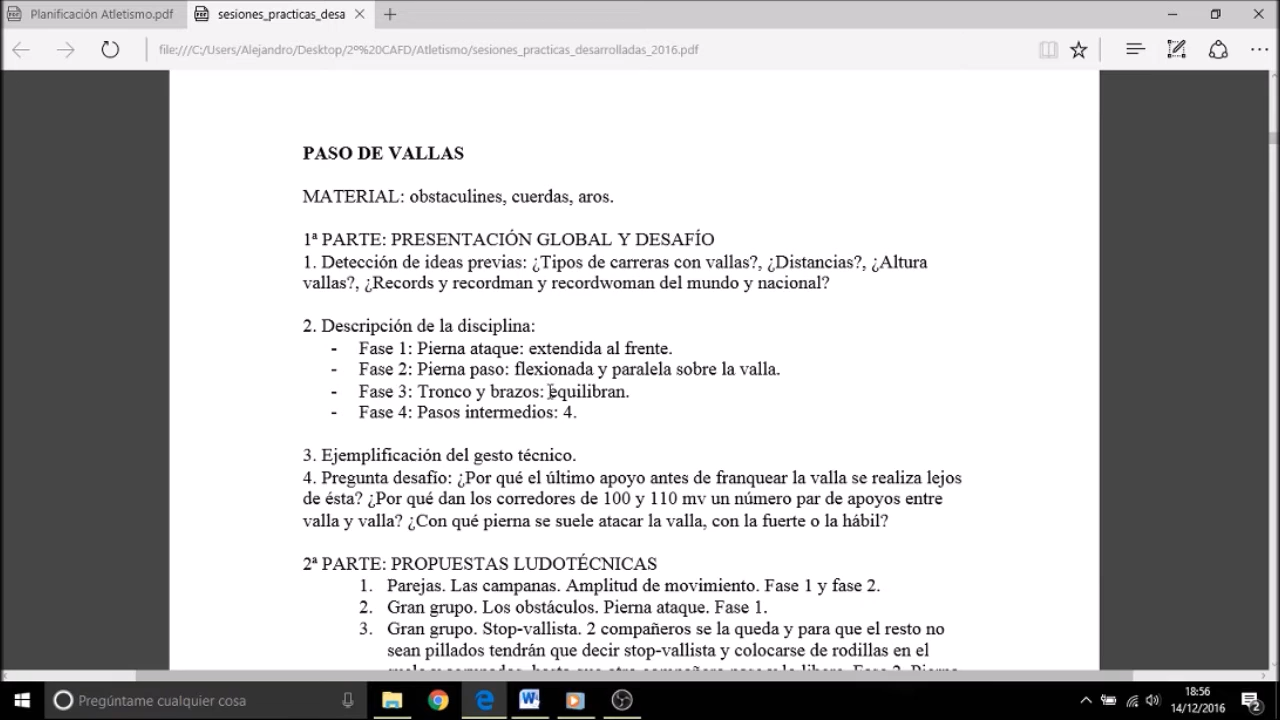 Planificación Atletismo.pdf
sesiones_practicas_desa
file:///C:/Users/Alejandro/Desktop/2º%20CAFD/Atletismo/sesiones_practicas_desarrolladas_2016.pdf
PASO DE VALLAS
MATERIAL: obstaculines, cuerdas, aros.
1ª PARTE: PRESENTACIÓN GLOBAL Y DESAFÍO
1. Detección de ideas previas: ¿Tipos de carreras con vallas?, ¿Distancias?, ¿Altura
vallas?, ¿Records y recordman y recordwoman del mundo y nacional?
2. Descripción de la disciplina:
- Fase 1: Pierna ataque: extendida al frente.
- Fase 2: Pierna paso: flexionada y paralela sobre la valla.
- Fase 3: Tronco y brazos: equilibran.
- Fase 4: Pasos intermedios: 4.
3. Ejemplificación del gesto técnico.
4. Pregunta desafío: ¿Por qué el último apoyo antes de franquear la valla se realiza lejos
de ésta? ¿Por qué dan los corredores de 100 y 110 mv un número par de apoyos entre
valla y valla? ¿Con qué pierna se suele atacar la valla, con la fuerte o la hábil?
2ª PARTE: PROPUESTAS LUDOTÉCNICAS
1. Parejas. Las campanas. Amplitud de movimiento. Fase 1 y fase 2.
2. Gran grupo. Los obstáculos. Pierna ataque. Fase 1.
3. Gran grupo. Stop-vallista. 2 compañeros se la queda y para que el resto no
sean pillados tendrán que decir stop-vallista y colocarse de rodillas en el
Pregúntame cualquier cosa
18:56
14/12/2016
2